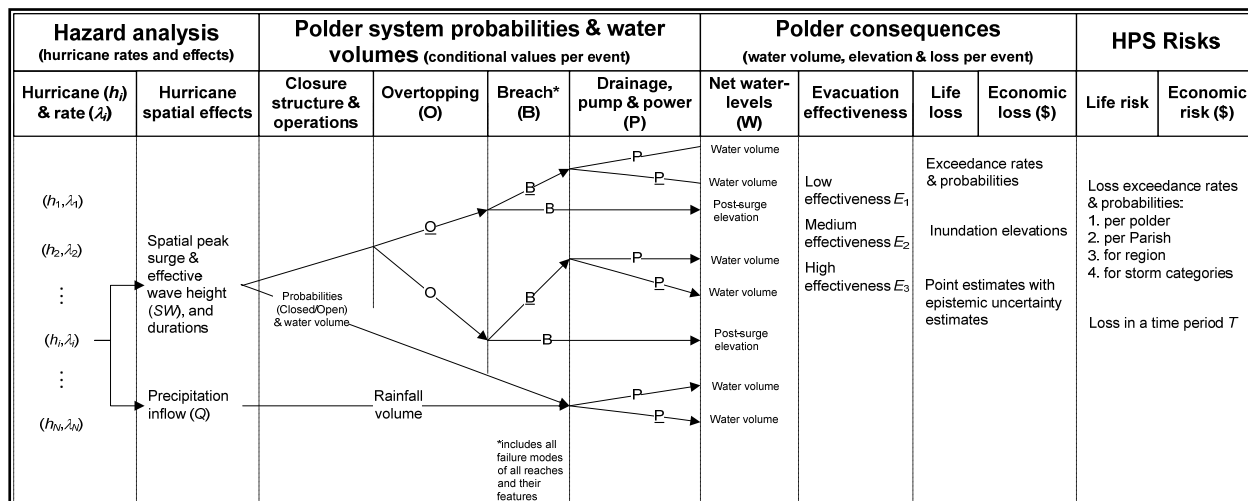 Hazard analysis
(hurricane rates and effects)
Polder system probabilities & water
volumes (conditional values per event)
Polder consequences
(water volume, elevation & loss per event)
HPS Risks
Hurricane (hi)
& rate (λi)
Hurricane
spatial effects
Closure
structure &
operations
Overtopping
(O)
Breach*
(B)
Drainage,
pump & power
(P)
Net water-
levels
(W)
Evacuation
effectiveness
Life
loss
Economic
loss ($)
Life risk
Economic
risk ($)
(h1,λ1)
(h2,λ2)
⋮
(hi,λi)
⋮
(hN,λN)
Spatial peak
surge &
effective
wave height
(SW), and
durations
Precipitation
inflow (Q)
Probabilities
(Closed/Open)
& water volume
O
O
Rainfall
volume
B
B
B
B
*includes all
failure modes
of all reaches
and their
features
P
P
P
P
P
P
Water volume
Water volume
Post-surge
elevation
Water volume
Water volume
Post-surge
elevation
Water volume
Water volume
Low
effectiveness E1
Medium
effectiveness E2
High
effectiveness E3
Exceedance rates
& probabilities
Inundation elevations
Point estimates with
epistemic uncertainty
estimates
Loss exceedance rates
& probabilities:
1. per polder
2. per Parish
3. for region
4. for storm categories
Loss in a time period T